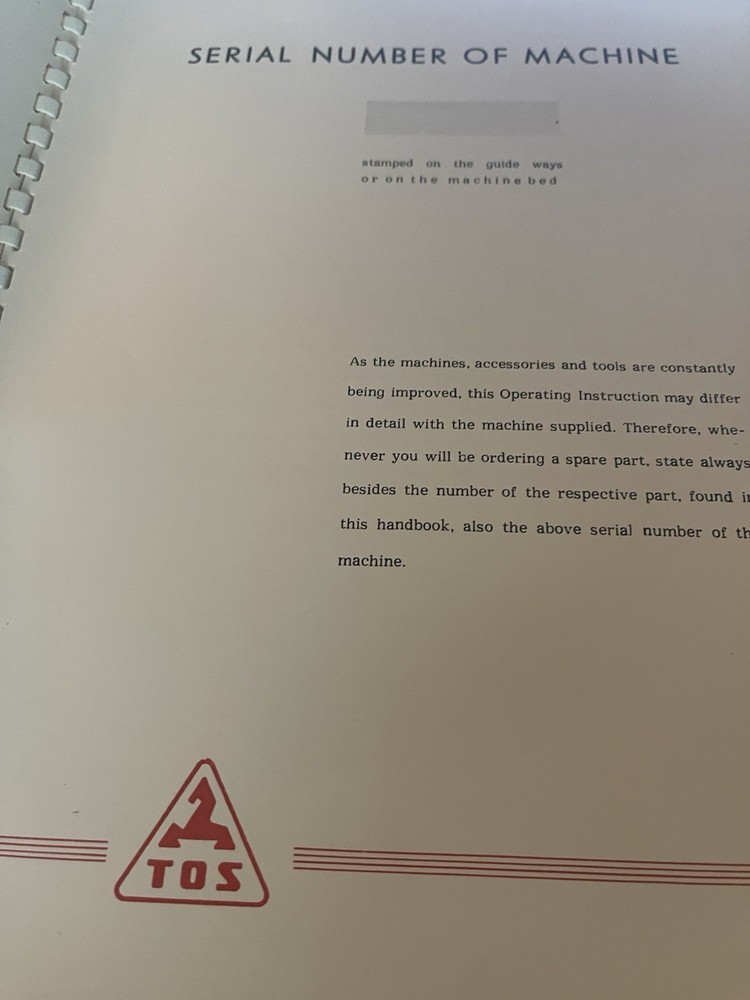 SERIAL NUMBER OF MACHINE
stamped on the guide ways
or on the machine bed
As the machines, accessories and tools are constantly
being improved, this Operating Instruction may differ
in detail with the machine supplied. Therefore, whe-
never you will be ordering a spare part, state always
besides the number of the respective part, found in
this handbook, also the above serial number of th
machine.
TOS